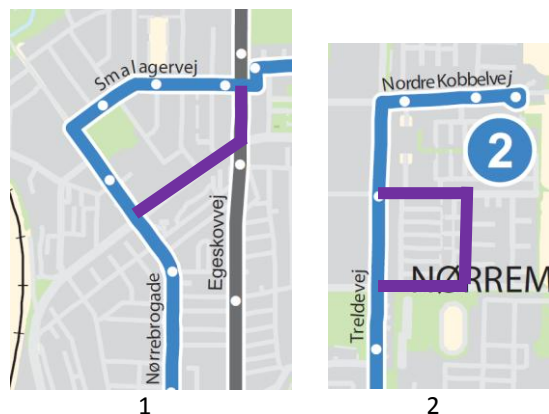 Smalagervej
Egeskovvej
Nørrebrogade
1
Nordre Kobbelvej
2
NØRREM
Treldevej
2